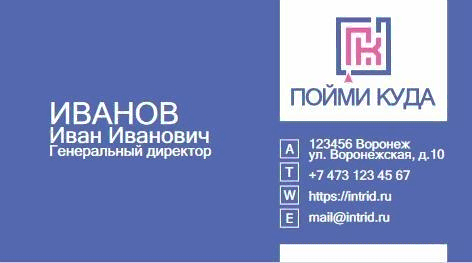 ПК
ПОЙМИ КУДА
ИВАНОВ
Иван Иванович
Генеральный директор
A 123456 Воронеж
ул. Воронежская, д.10
T +7 473 123 45 67
W https://intrid.ru
E mail@intrid.ru